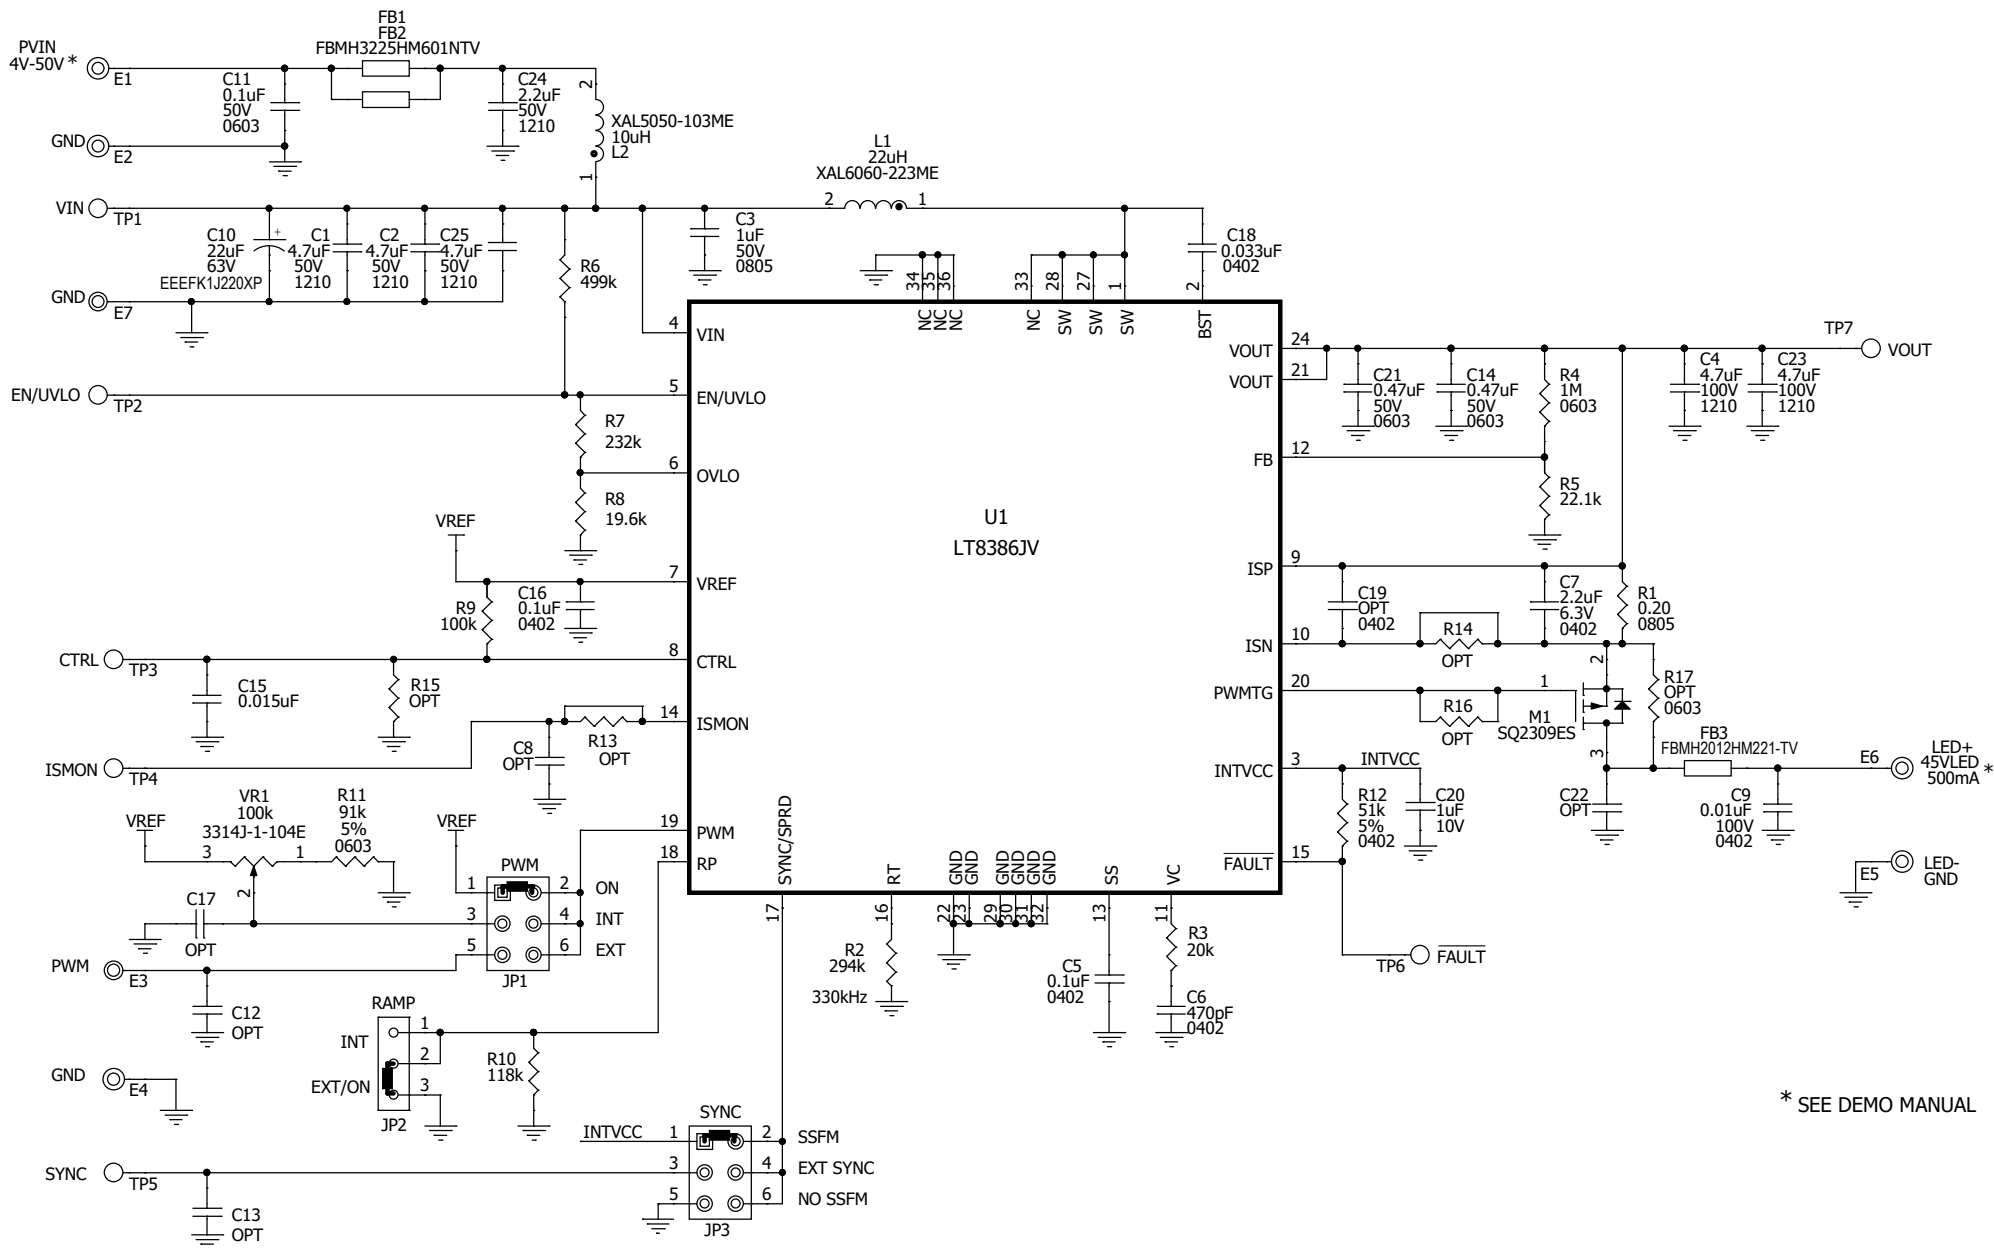 PVIN
4V-50V *
E1
FB1
FB2
FBMH3225HM601NTV
C11
0.1uF
50V
0603
C24
2.2uF
50V
1210
GND
E2
2
XAL5050-103ME
10uH
L2
1
L1
22uH
XAL6060-223ME
2
1
VIN
TP1
C10
22uF
63V
EEEFK1J220XP
+
C1
4.7uF
50V
1210
C2
4.7uF
50V
1210
C25
4.7uF
50V
1210
R6
499k
C3
1uF
50V
0805
C18
0.033uF
0402
GND
E7
34
35
36
33
28
27
1
2
NC
NC
NC
NC
SW
SW
SW
BST
4
VIN
EN/UVLO
TP2
5
EN/UVLO
R7
232k
6
OVLO
R8
19.6k
VREF
7
VREF
R9
100k
C16
0.1uF
0402
CTRL
TP3
8
CTRL
C15
0.015uF
R15
OPT
14
ISMON
R13
OPT
C8
OPT
ISMON
TP4
U1
LT8386JV
VOUT
24
VOUT
21
TP7
VOUT
C21
0.47uF
50V
0603
C14
0.47uF
50V
0603
R4
1M
0603
C4
4.7uF
100V
1210
C23
4.7uF
100V
1210
FB
12
R5
22.1k
ISP
9
C19
OPT
0402
C7
2.2uF
6.3V
0402
R1
0.20
0805
ISN
10
R14
OPT
2
R17
OPT
0603
PWMTG
20
R16
OPT
1
M1
SQ2309ES
3
FB3
FBMH2012HM221-TV
INTVCC
3
INTVCC
E6
LED+
45VLED
500mA *
R12
51k
5%
0402
C20
1uF
10V
C22
OPT
C9
0.01uF
100V
0402
FAULT
15
E5
LED-
GND
TP6
FAULT
VR1
100k
3314J-1-104E
VREF
3
1
2
R11
91k
5%
0603
VREF
19
PWM
18
RP
PWM
1
2
ON
3
4
INT
5
6
EXT
JP1
C17
OPT
PWM
E3
C12
OPT
SYNC/SPRD
17
RT
16
R2
294k
330kHz
GND
GND
GND
GND
GND
GND
22
23
29
30
31
32
SS
13
C5
0.1uF
0402
VC
11
R3
20k
C6
470pF
0402
RAMP
INT
1
2
EXT/ON
3
JP2
R10
118k
GND
E4
SYNC
INTVCC
1
2
SSFM
3
4
EXT SYNC
5
6
NO SSFM
JP3
SYNC
TP5
C13
OPT
* SEE DEMO MANUAL